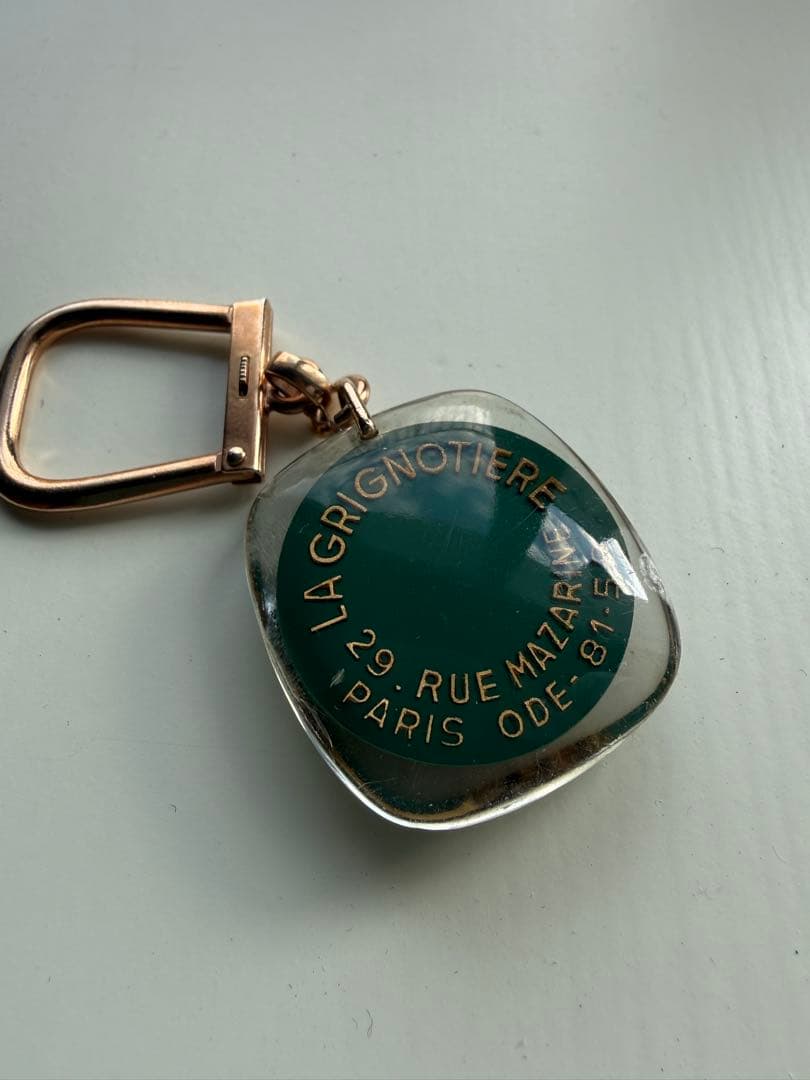 LA GRIGNOTIERE
29. RUE MAZARINE
PARIS ODE-81-5